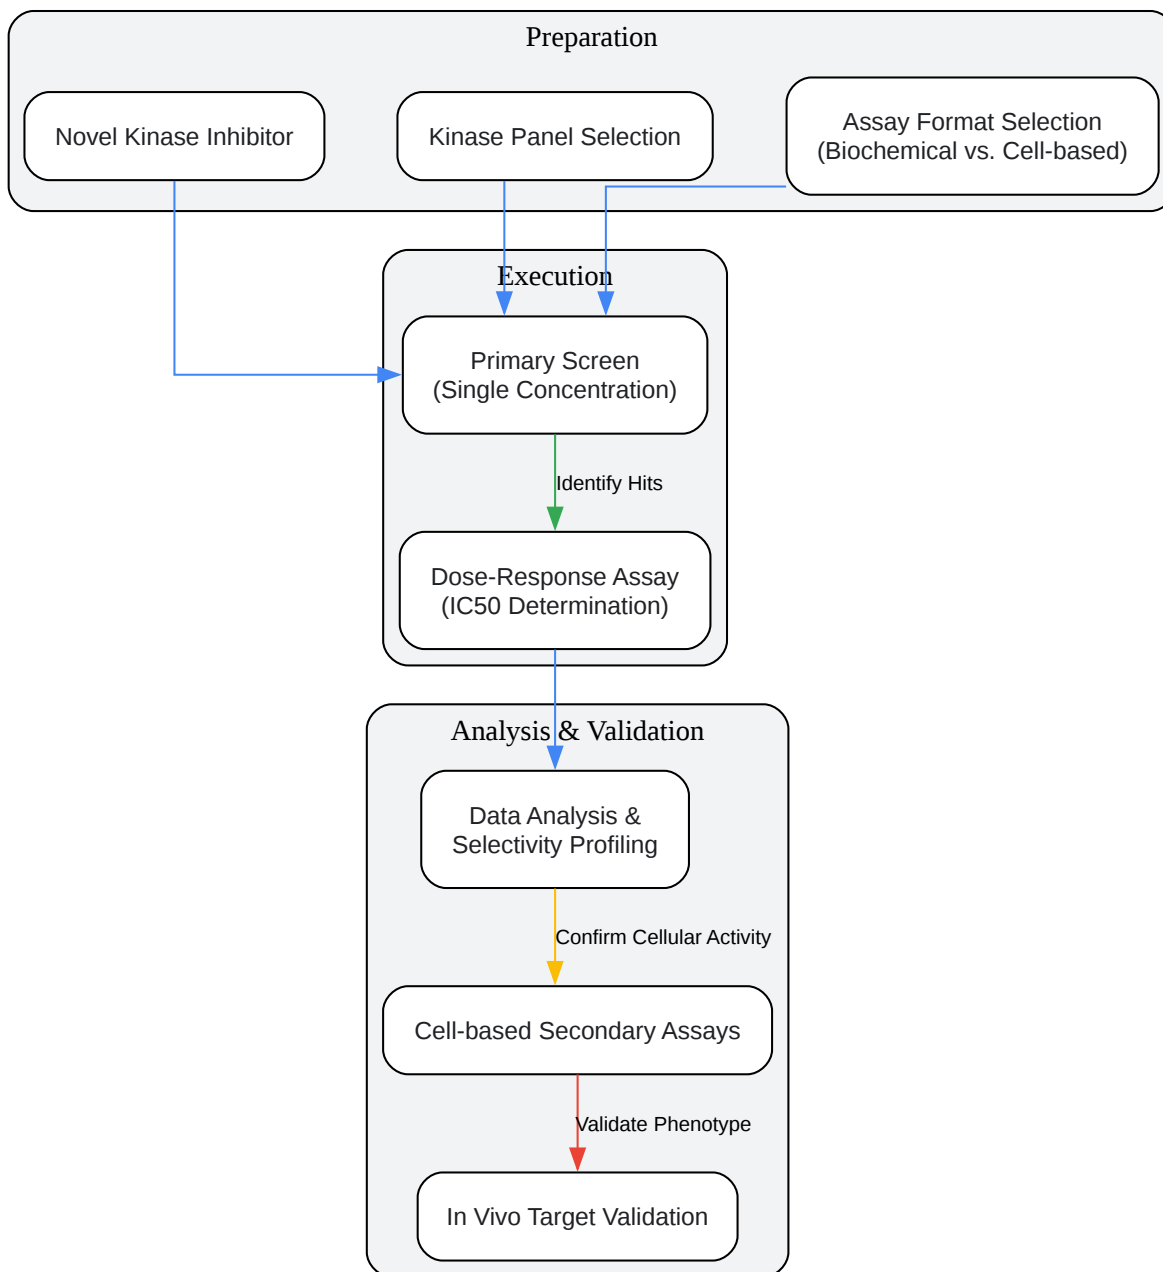 Preparation
Novel Kinase Inhibitor
Kinase Panel Selection
Assay Format Selection
(Biochemical vs. Cell-based)
Execution
Primary Screen
(Single Concentration)
Identify Hits
Dose-Response Assay
(IC50 Determination)
Analysis & Validation
Data Analysis &
Selectivity Profiling
Confirm Cellular Activity
Cell-based Secondary Assays
Validate Phenotype
In Vivo Target Validation